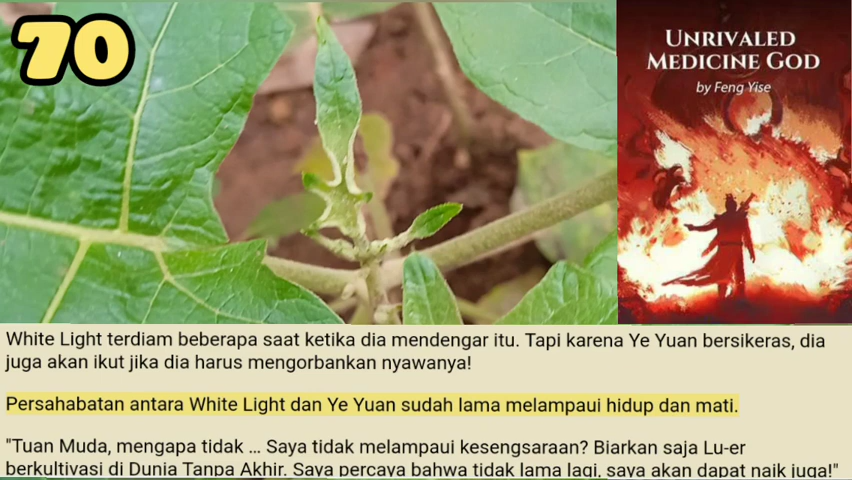 70
UNRIVALED
MEDICINE GOD
by Feng Yise
White Light terdiam beberapa saat ketika dia mendengar itu. Tapi karena Ye Yuan bersikeras, dia
juga akan ikut jika dia harus mengorbankan nyawanya!
Persahabatan antara White Light dan Ye Yuan sudah lama melampaui hidup dan mati.
"Tuan Muda, mengapa tidak ... Saya tidak melampaui kesengsaraan? Biarkan saja Lu-er
berkultivasi di Dunia Tanpa Akhir. Saya percaya bahwa tidak lama lagi, saya akan dapat naik juga!"